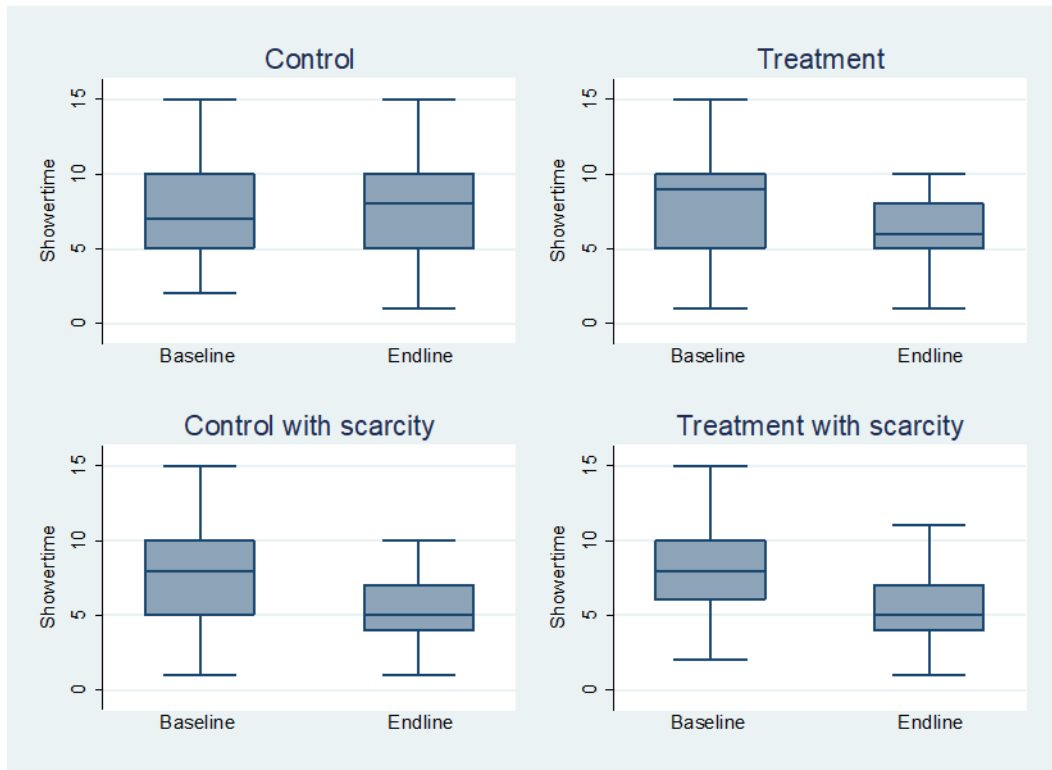 Control
Showertime
15
10
5
0
Baseline Endline
Treatment
Showertime
15
10
5
0
Baseline Endline
Control with scarcity
Showertime
15
10
5
0
Baseline Endline
Treatment with scarcity
Showertime
15
10
5
0
Baseline Endline